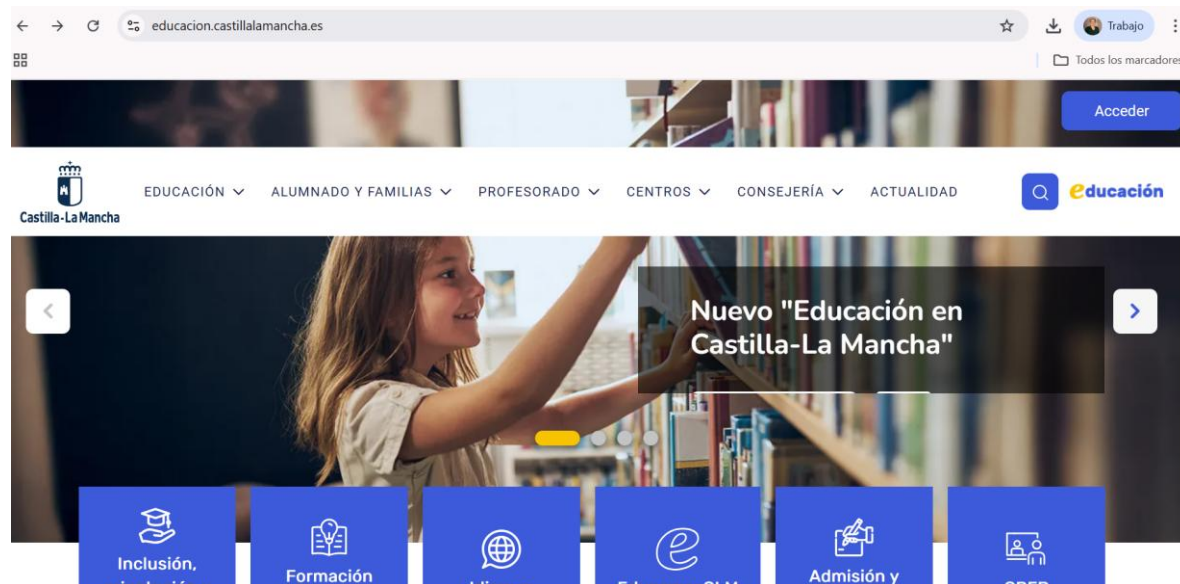 educacion.castillalamancha.es
Trabajo
Todos los marcadores
Acceder
EDUCACIÓN
ALUMNADO Y FAMILIAS
PROFESORADO
CENTROS
CONSEJERÍA
ACTUALIDAD
educación
Castilla-La Mancha
Nuevo "Educación en
Castilla-La Mancha"
Inclusión,
Formación
Admisión y